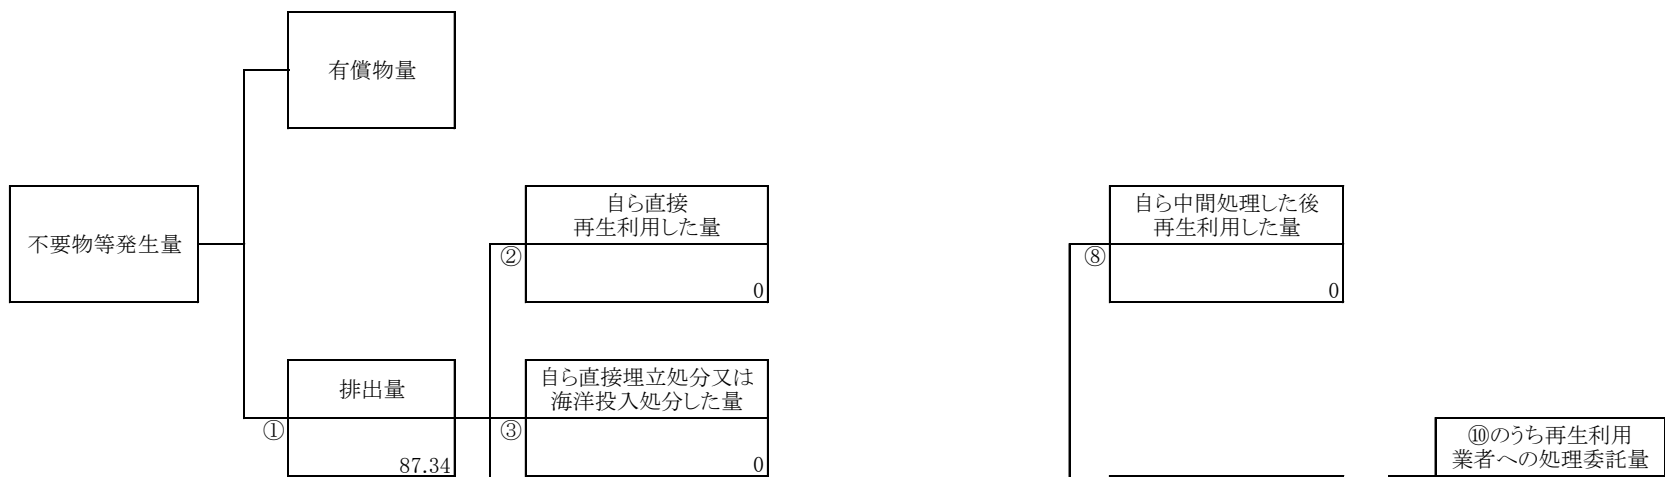 有償物量
不要物等発生量
自ら直接
再生利用した量
②
0
自ら中間処理した後
再生利用した量
⑧
0
排出量
①
87.34
自ら直接埋立処分又は
海洋投入処分した量
③
0
⑩のうち再生利用
業者への処理委託量